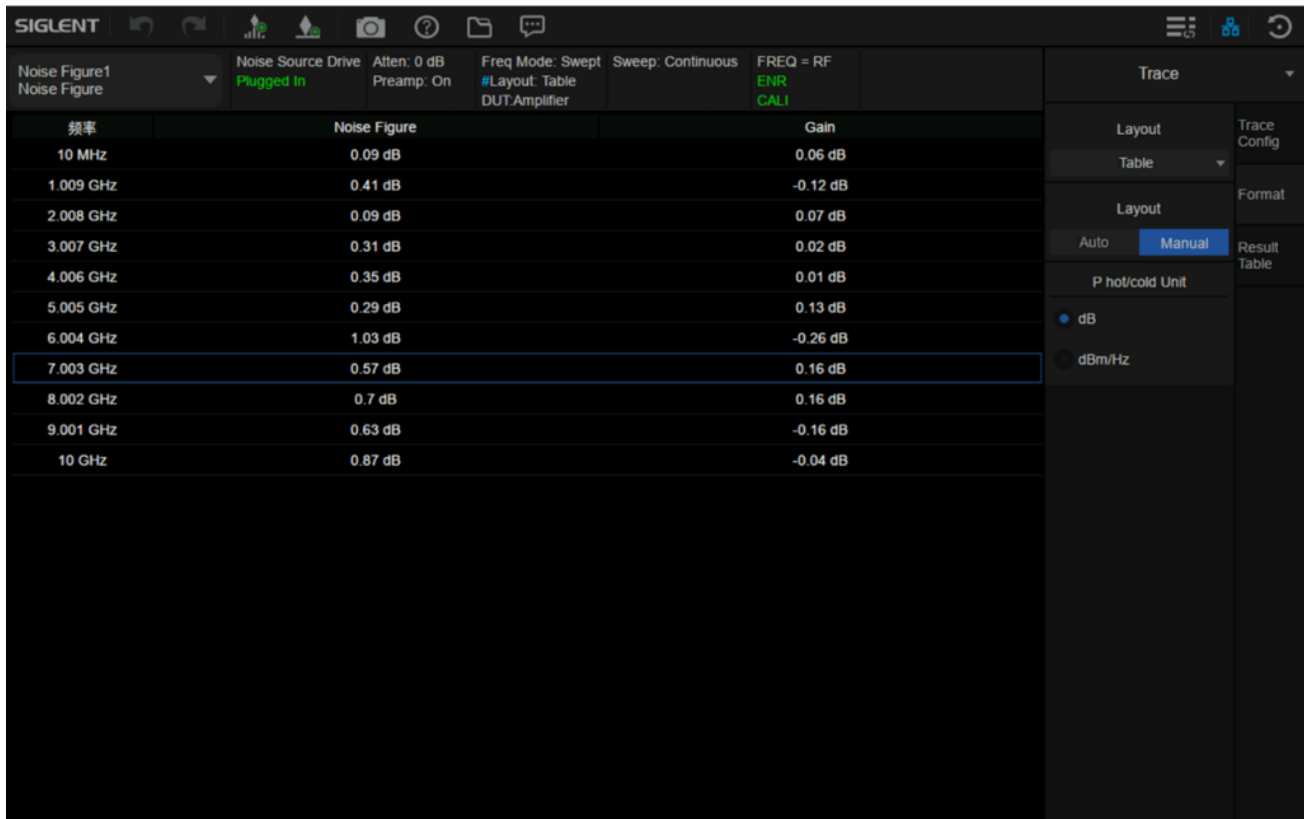 SIGLENT
Noise Figure1
Noise Figure
Noise Source Drive
Plugged In
Atten: 0 dB
Preamp: On
Freq Mode: Swept
#Layout: Table
DUT:Amplifier
Sweep: Continuous
FREQ = RF
ENR
CALI
频率 Noise Figure Gain
10 MHz 0.09 dB 0.06 dB
1.009 GHz 0.41 dB -0.12 dB
2.008 GHz 0.09 dB 0.07 dB
3.007 GHz 0.31 dB 0.02 dB
4.006 GHz 0.35 dB 0.01 dB
5.005 GHz 0.29 dB 0.13 dB
6.004 GHz 1.03 dB -0.26 dB
7.003 GHz 0.57 dB 0.16 dB
8.002 GHz 0.7 dB 0.16 dB
9.001 GHz 0.63 dB -0.16 dB
10 GHz 0.87 dB -0.04 dB
Trace
Layout
Table
Layout
Auto Manual
P hot/cold Unit
dB
dBm/Hz
Trace
Config
Format
Result
Table